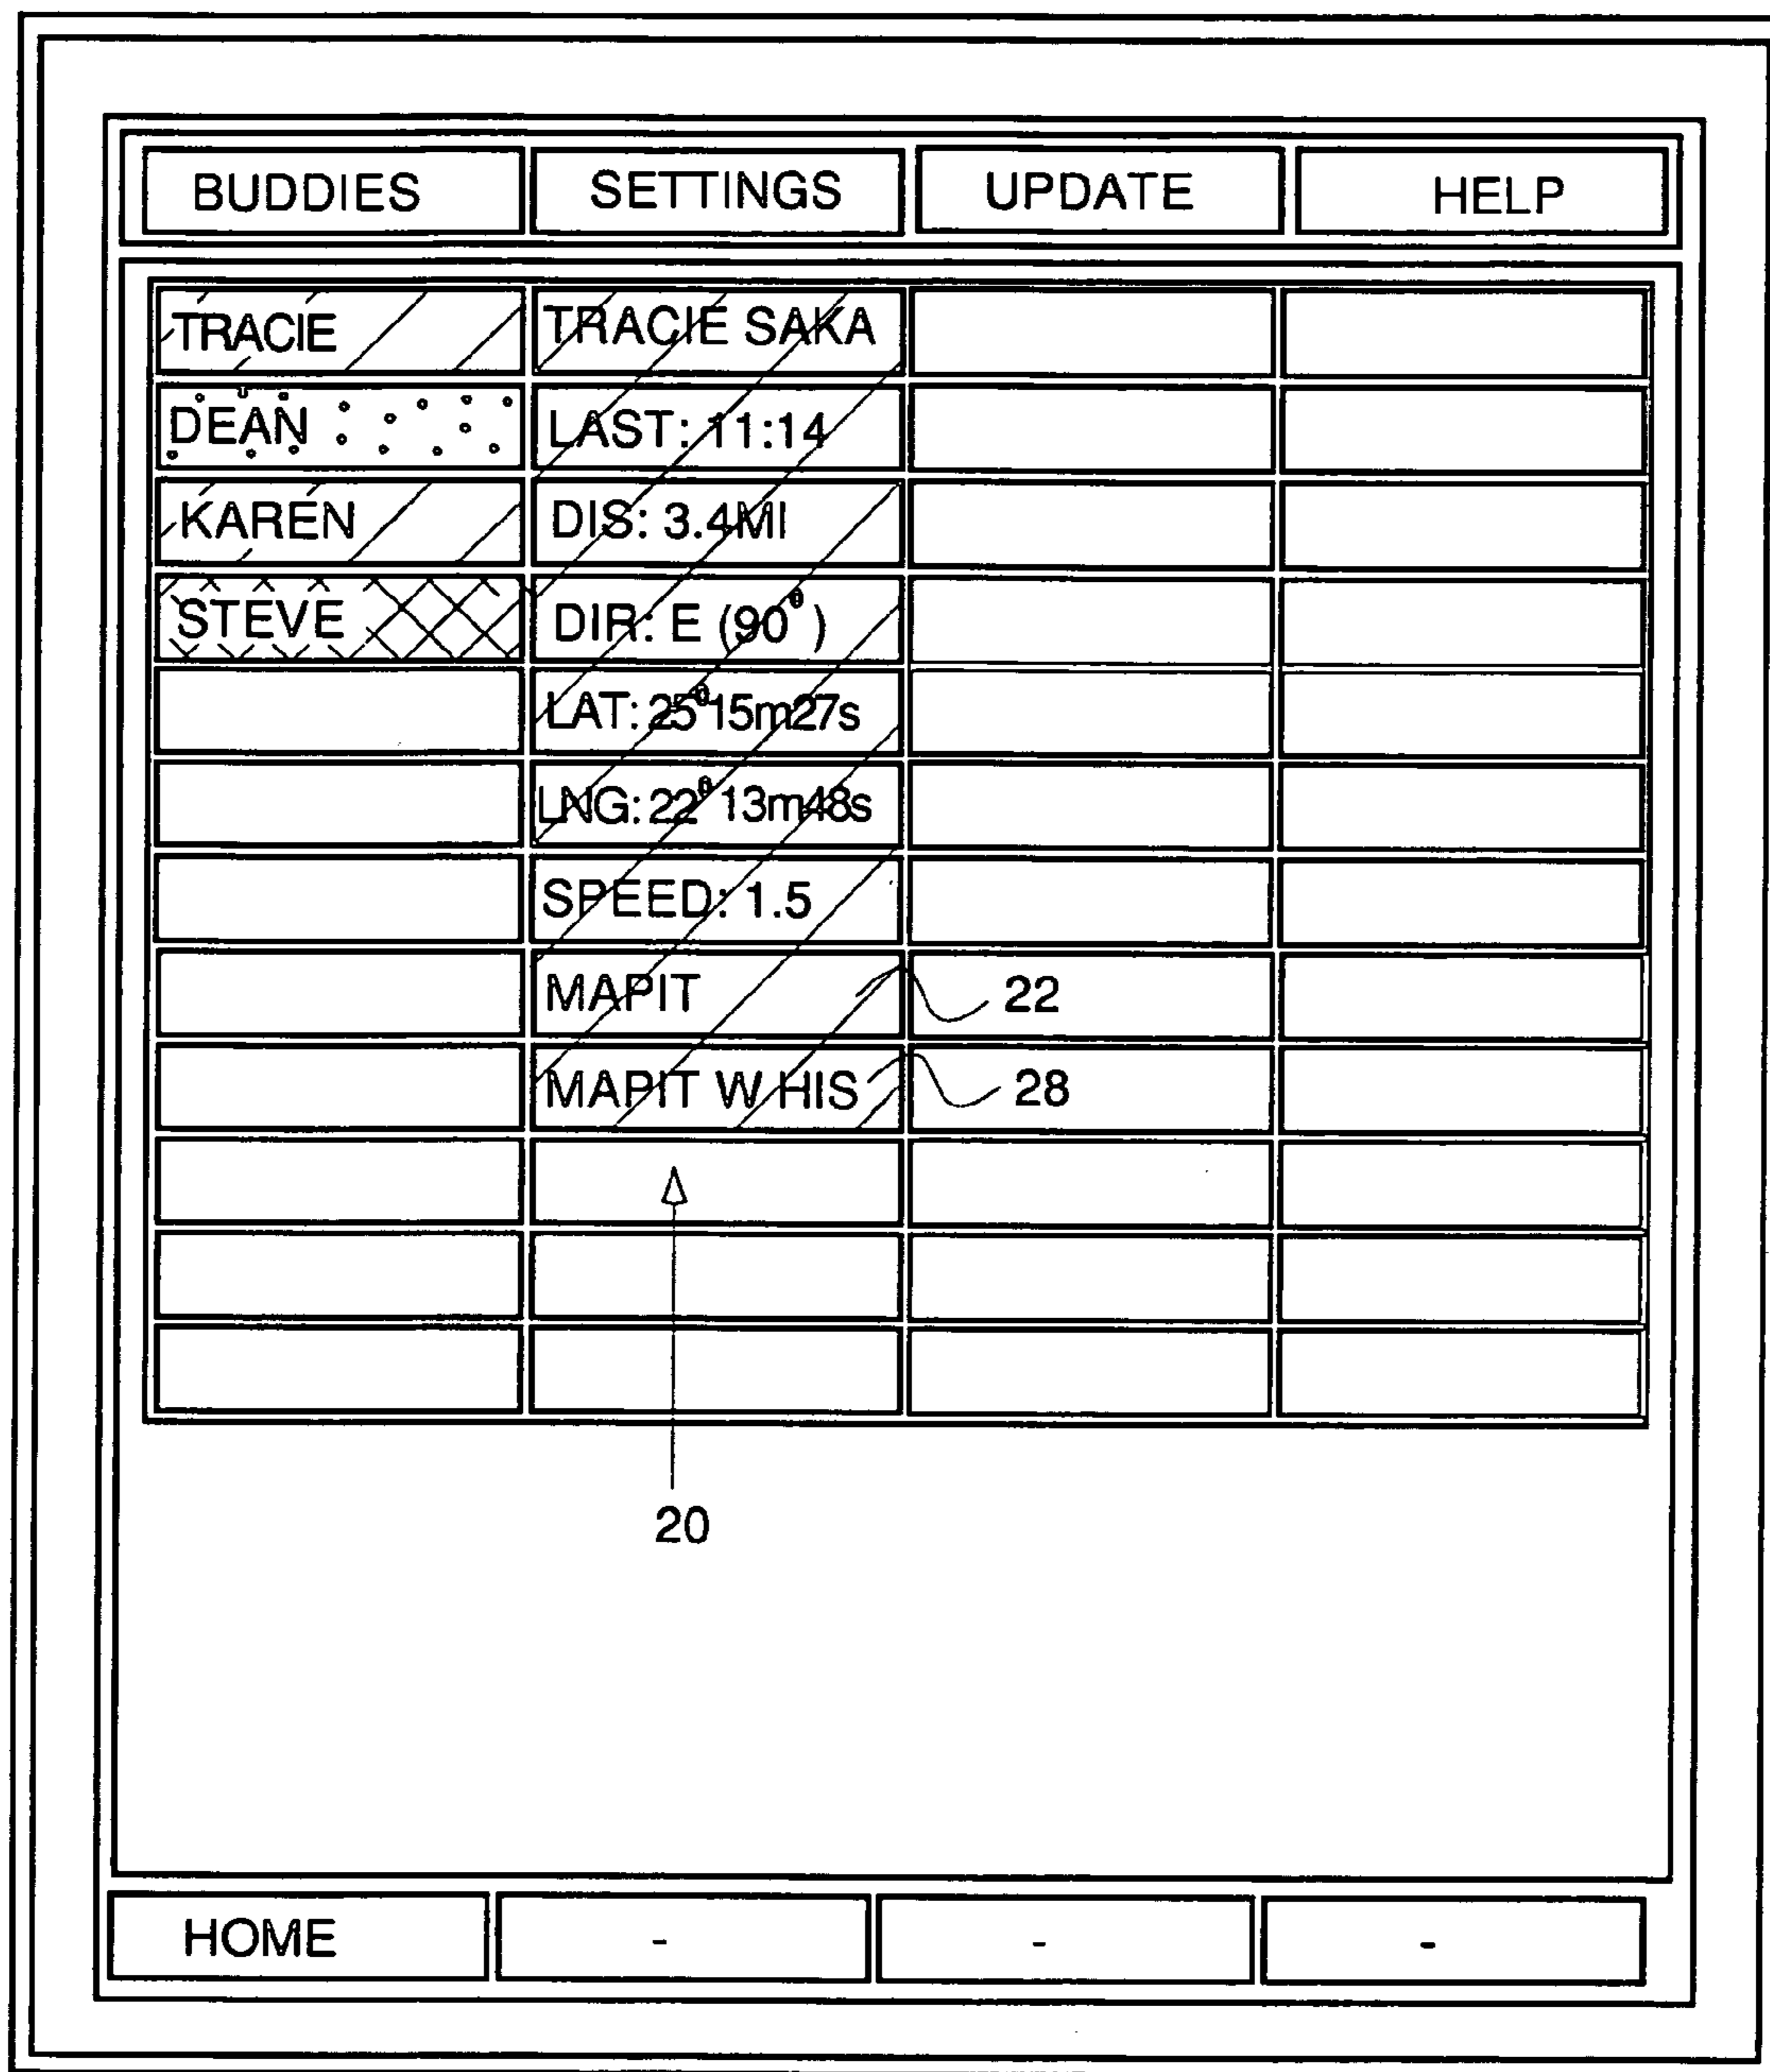 BUDDIES SETTINGS UPDATE HELP
TRACIE TRACIE SAKA
DEAN LAST: 11:14
KAREN DIS: 3.4MI
STEVE DIR: E (90°)
LAT: 25°15m27s
LNG: 22°13m48s
SPEED: 1.5
MAPIT 22
MAPIT W HIS 28
20
HOME - - -